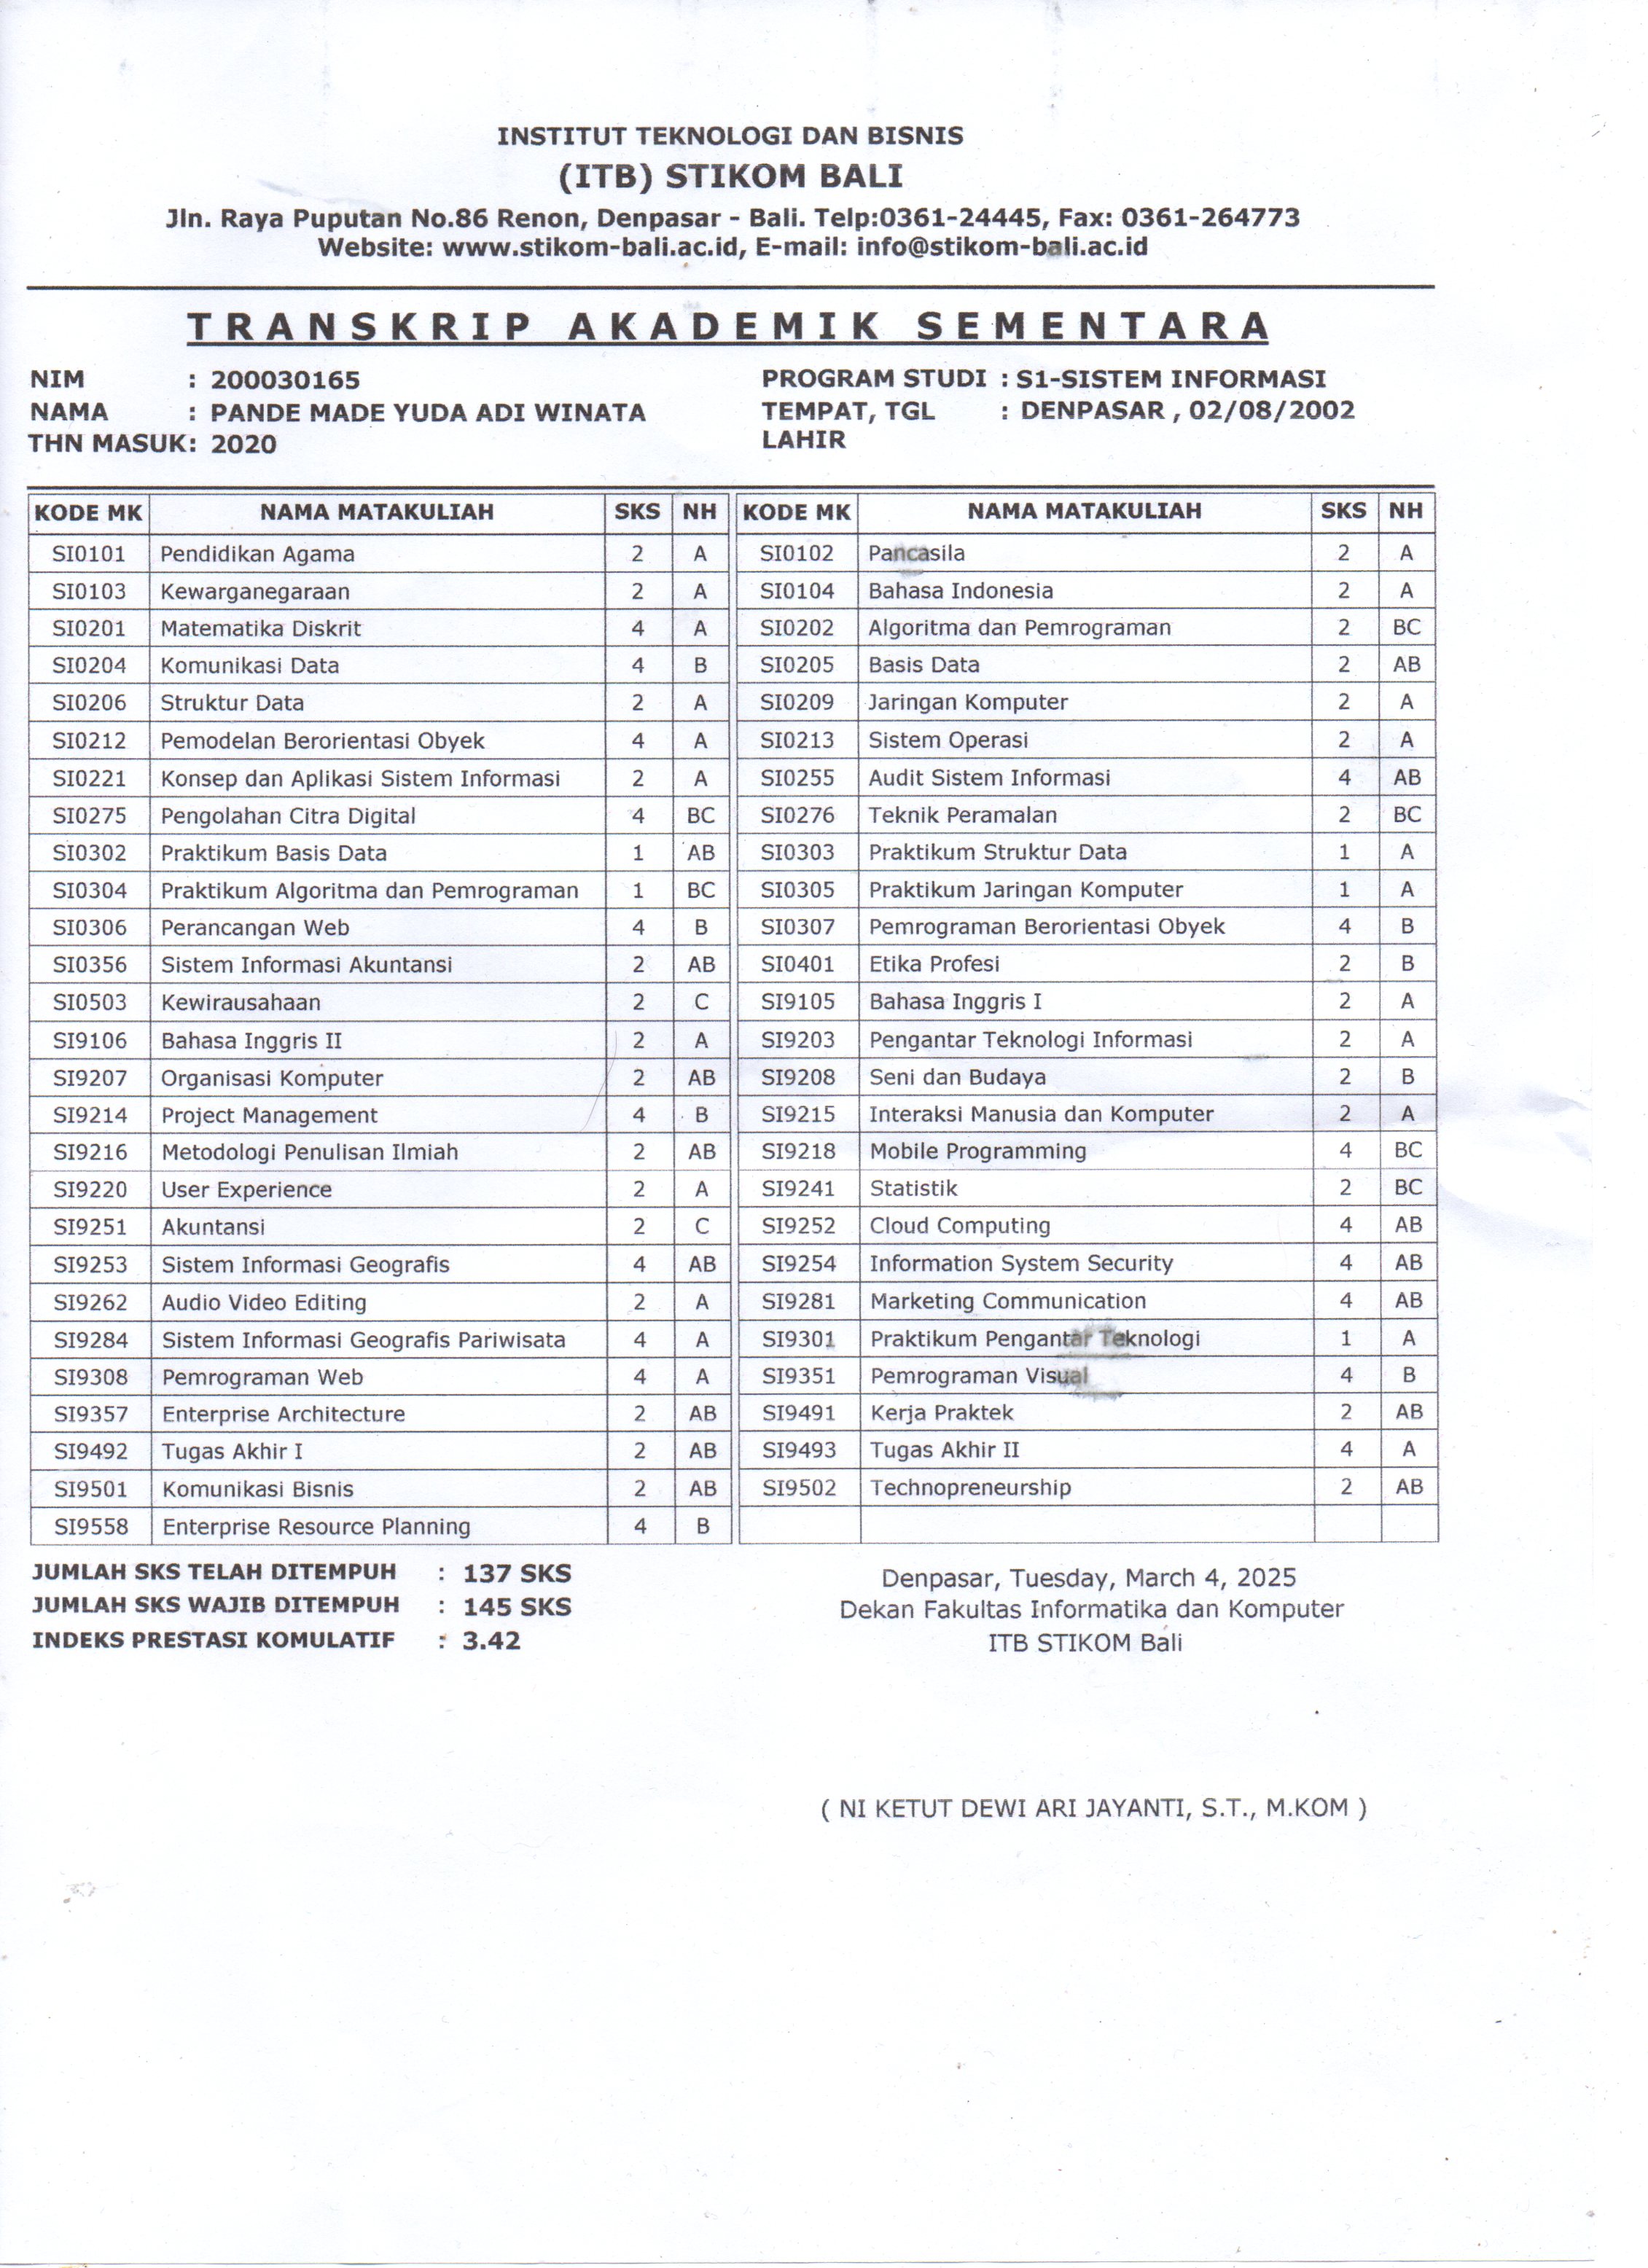 INSTITUT TEKNOLOGI DAN BISNIS
(ITB) STIKOM BALI
Jln. Raya Puputan No.86 Renon, Denpasar - Bali. Telp:0361-24445, Fax: 0361-264773
Website: www.stikom-bali.ac.id, E-mail: info@stikom-bali.ac.id
TRANSKRIP AKADEMIK SEMENTARA
NIM : 200030165 PROGRAM STUDI : S1-SISTEM INFORMASI
NAMA : PANDE MADE YUDA ADI WINATA TEMPAT, TGL : DENPASAR , 02/08/2002
THN MASUK: 2020 LAHIR
KODE MK NAMA MATAKULIAH SKS NH KODE MK NAMA MATAKULIAH SKS NH
SI0101 Pendidikan Agama 2 A SI0102 Pancasila 2 A
SI0103 Kewarganegaraan 2 A SI0104 Bahasa Indonesia 2 A
SI0201 Matematika Diskrit 4 A SI0202 Algoritma dan Pemrograman 2 BC
SI0204 Komunikasi Data 4 B SI0205 Basis Data 2 AB
SI0206 Struktur Data 2 A SI0209 Jaringan Komputer 2 A
SI0212 Pemodelan Berorientasi Obyek 4 A SI0213 Sistem Operasi 2 A
SI0221 Konsep dan Aplikasi Sistem Informasi 2 A SI0255 Audit Sistem Informasi 4 AB
SI0275 Pengolahan Citra Digital 4 BC SI0276 Teknik Peramalan 2 BC
SI0302 Praktikum Basis Data 1 AB SI0303 Praktikum Struktur Data 1 A
SI0304 Praktikum Algoritma dan Pemrograman 1 BC SI0305 Praktikum Jaringan Komputer 1 A
SI0306 Perancangan Web 4 B SI0307 Pemrograman Berorientasi Obyek 4 B
SI0356 Sistem Informasi Akuntansi 2 AB SI0401 Etika Profesi 2 B
SI0503 Kewirausahaan 2 C SI9105 Bahasa Inggris I 2 A
SI9106 Bahasa Inggris II 2 A SI9203 Pengantar Teknologi Informasi 2 A
SI9207 Organisasi Komputer 2 AB SI9208 Seni dan Budaya 2 B
SI9214 Project Management 4 B SI9215 Interaksi Manusia dan Komputer 2 A
SI9216 Metodologi Penulisan Ilmiah 2 AB SI9218 Mobile Programming 4 BC
SI9220 User Experience 2 A SI9241 Statistik 2 BC
SI9251 Akuntansi 2 C SI9252 Cloud Computing 4 AB
SI9253 Sistem Informasi Geografis 4 AB SI9254 Information System Security 4 AB
SI9262 Audio Video Editing 2 A SI9281 Marketing Communication 4 AB
SI9284 Sistem Informasi Geografis Pariwisata 4 A SI9301 Praktikum Pengantar Teknologi 1 A
SI9308 Pemrograman Web 4 A SI9351 Pemrograman Visual 4 B
SI9357 Enterprise Architecture 2 AB SI9491 Kerja Praktek 2 AB
SI9492 Tugas Akhir I 2 AB SI9493 Tugas Akhir II 4 A
SI9501 Komunikasi Bisnis 2 AB SI9502 Technopreneurship 2 AB
SI9558 Enterprise Resource Planning 4 B
JUMLAH SKS TELAH DITEMPUH : 137 SKS
JUMLAH SKS WAJIB DITEMPUH : 145 SKS
INDEKS PRESTASI KOMULATIF : 3.42
Denpasar, Tuesday, March 4, 2025
Dekan Fakultas Informatika dan Komputer
ITB STIKOM Bali
( NI KETUT DEWI ARI JAYANTI, S.T., M.KOM )